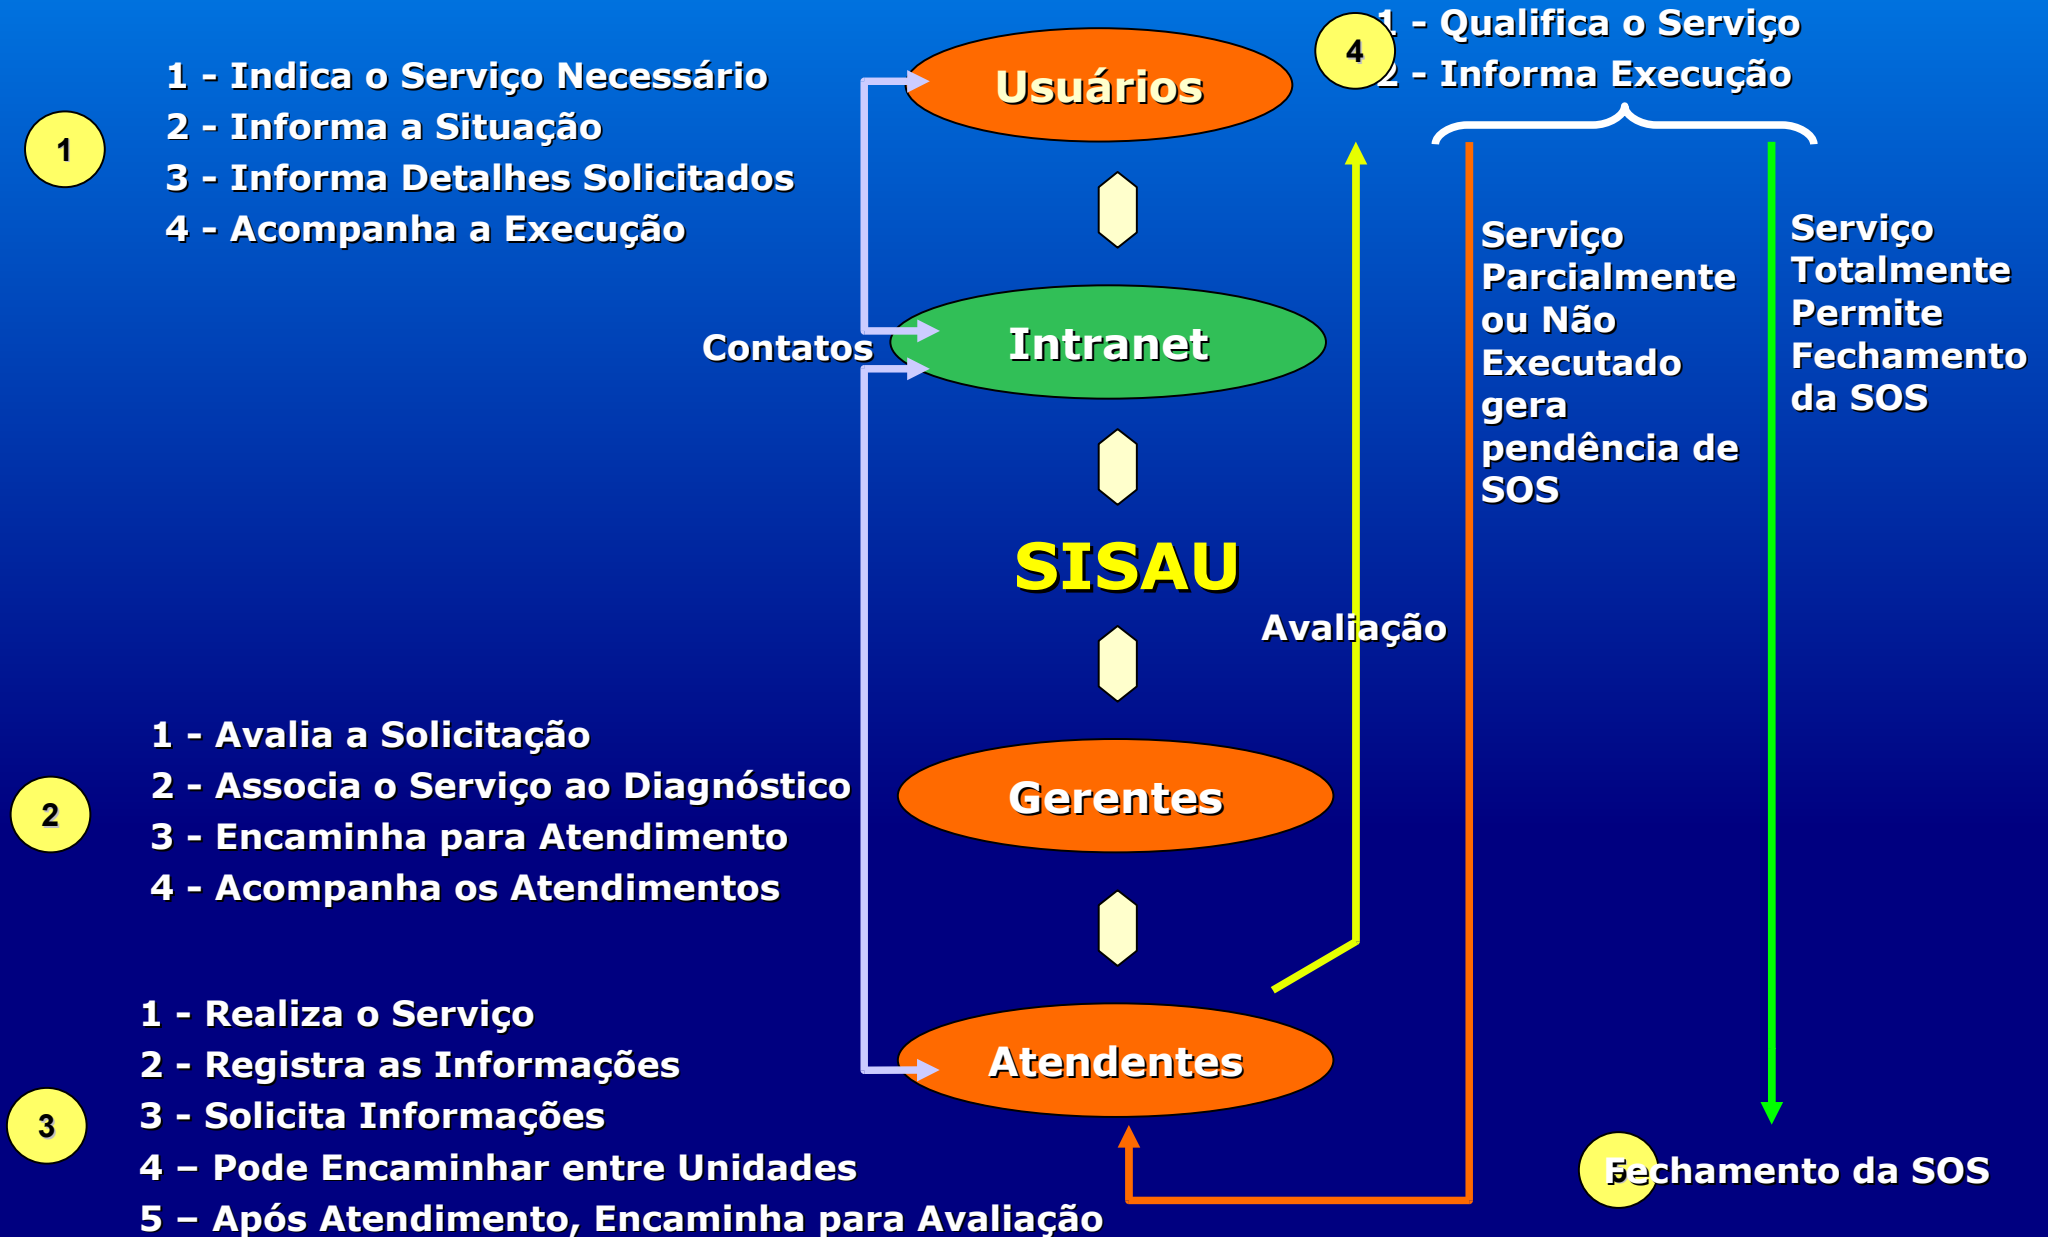 1
1 – Indica o Serviço Necessário
2 – Informa a Situação
3 – Informa Detalhes Solicitados
4 – Acompanha a Execução
Usuários
4
1 – Qualifica o Serviço
2 – Informa Execução
Contatos
Intranet
Serviço
Parcialmente
ou Não
Executado
gera
pendência de
SOS
Serviço
Totalmente
Permite
Fechamento
da SOS
SISAU
Avaliação
2
1 – Avalia a Solicitação
2 – Associa o Serviço ao Diagnóstico
3 – Encaminha para Atendimento
4 – Acompanha os Atendimentos
Gerentes
3
1 – Realiza o Serviço
2 – Registra as Informações
3 – Solicita Informações
4 – Pode Encaminhar entre Unidades
5 – Após Atendimento, Encaminha para Avaliação
Atendentes
5
Fechamento da SOS